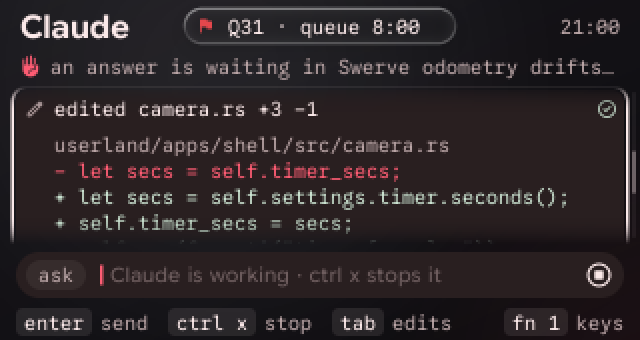 Claude
Q31 · queue 8:00
21:00
an answer is waiting in Swerve odometry drifts…
edited camera.rs +3 -1
userland/apps/shell/src/camera.rs
- let secs = self.timer_secs;
+ let secs = self.settings.timer.seconds();
+ self.timer_secs = secs;
ask Claude is working · ctrl x stops it
enter send ctrl x stop tab edits fn 1 keys